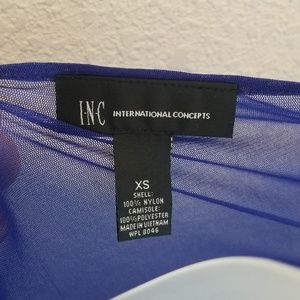 I·N·C INTERNATIONAL CONCEPTS
XS
SHELL:
100% NYLON
CAMISOLE:
100% POLYESTER
MADE IN VIETNAM
WPL 8046